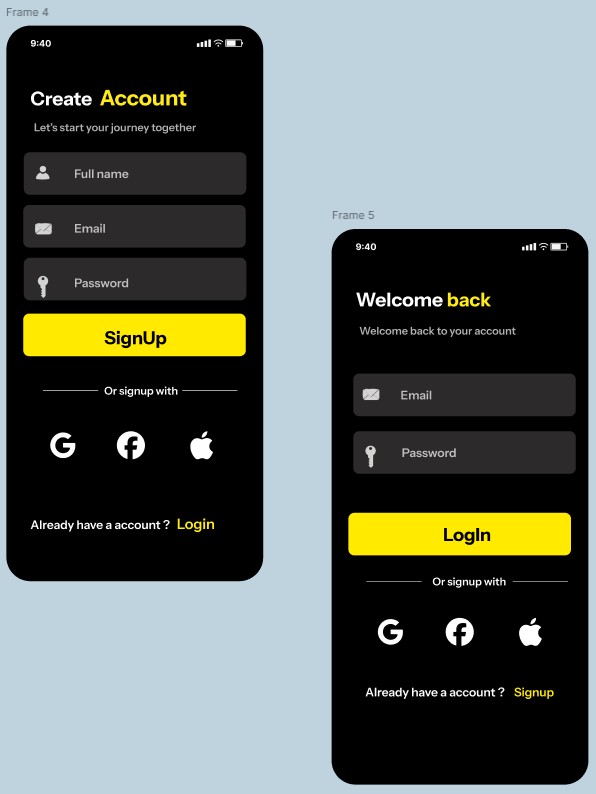 Frame 4
9:40
Create Account
Let's start your journey together
Full name
Email
Password
SignUp
Or signup with
Already have a account ? Login
Frame 5
9:40
Welcome back
Welcome back to your account
Email
Password
LogIn
Or signup with
Already have a account ? Signup